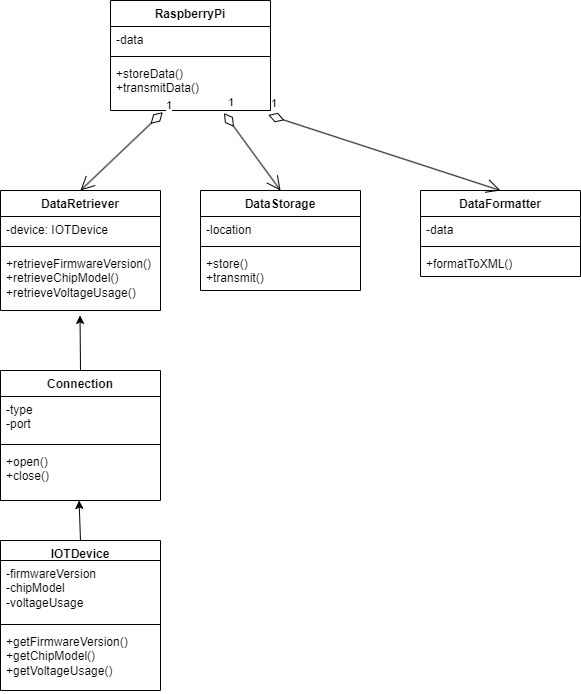 RaspberryPi
-data
+storeData()
+transmitData()
1
1
1
DataRetriever
-device: IOTDevice
+retrieveFirmwareVersion()
+retrieveChipModel()
+retrieveVoltageUsage()
DataStorage
-location
+store()
+transmit()
DataFormatter
-data
+formatToXML()
Connection
-type
-port
+open()
+close()
IOTDevice
-firmwareVersion
-chipModel
-voltageUsage
+getFirmwareVersion()
+getChipModel()
+getVoltageUsage()